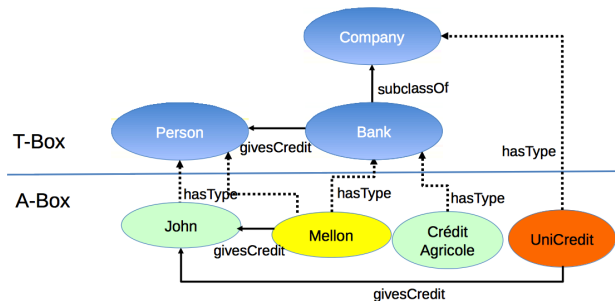 Company
subclassOf
Person
givesCredit
Bank
T-Box
hasType
A-Box
hasType
hasType
hasType
John
givesCredit
Mellon
Crédit
Agricole
UniCredit
givesCredit